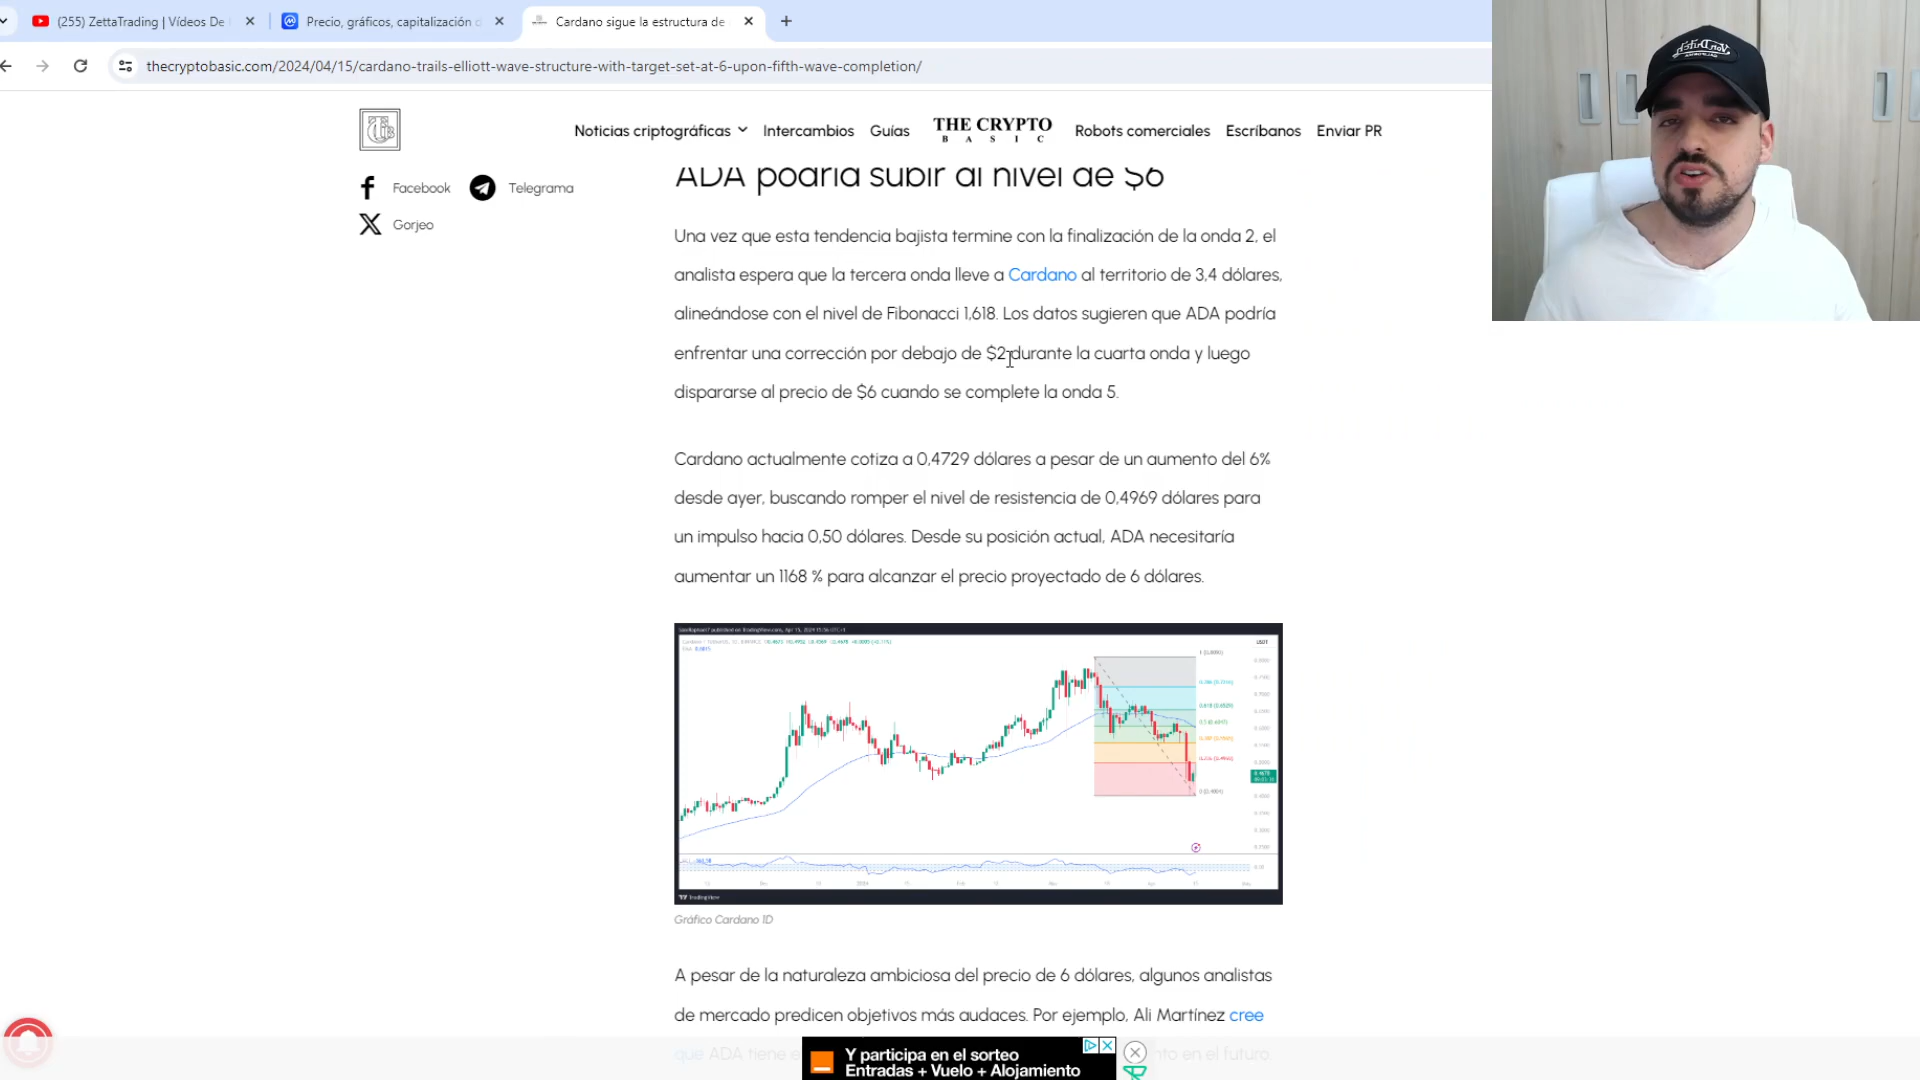 (255) ZettaTrading | Vídeos De
Precio, gráficos, capitalización
Cardano sigue la estructura de
thecryptobasic.com/2024/04/15/cardano-trails-elliott-wave-structure-with-target-set-at-6-upon-fifth-wave-completion/
Noticias criptográficas
Intercambios
Guías
THE CRYPTO
BASIC
Robots comerciales
Escríbanos
Enviar PR
Facebook
Telegrama
Gorjeo
ADA podría subir al nivel de $6
Una vez que esta tendencia bajista termine con la finalización de la onda 2, el
analista espera que la tercera onda lleve a Cardano al territorio de 3,4 dólares,
alineándose con el nivel de Fibonacci 1,618. Los datos sugieren que ADA podría
enfrentar una corrección por debajo de $2 durante la cuarta onda y luego
dispararse al precio de $6 cuando se complete la onda 5.
Cardano actualmente cotiza a 0,4729 dólares a pesar de un aumento del 6%
desde ayer, buscando romper el nivel de resistencia de 0,4969 dólares para
un impulso hacia 0,50 dólares. Desde su posición actual, ADA necesitaría
aumentar un 1168 % para alcanzar el precio proyectado de 6 dólares.
USDT
TradingView
Gráfico Cardano 1D
A pesar de la naturaleza ambiciosa del precio de 6 dólares, algunos analistas
de mercado predicen objetivos más audaces. Por ejemplo, Ali Martínez cree
que ADA tiene
en el futuro.
Y participa en el sorteo
Entradas + Vuelo + Alojamiento